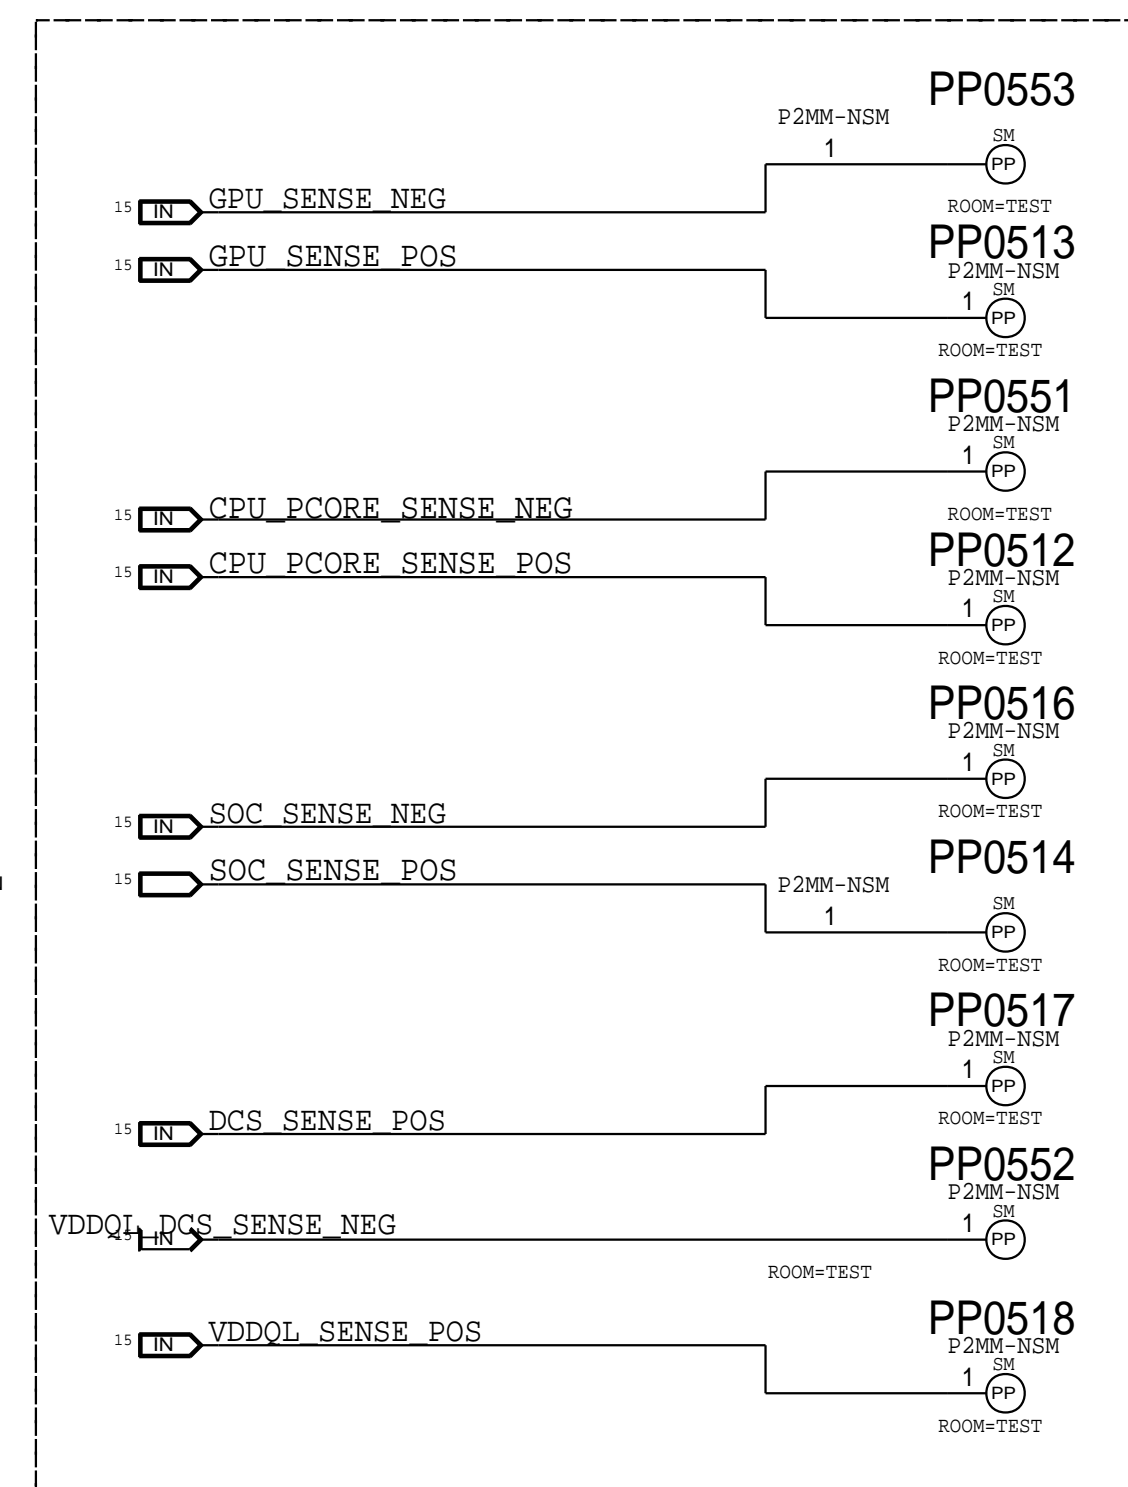 PP0553
P2MM-NSM
SM
1
PP
15 IN GPU_SENSE_NEG
ROOM=TEST
PP0513
15 IN GPU_SENSE_POS
P2MM-NSM
SM
1
PP
ROOM=TEST
PP0551
P2MM-NSM
SM
1
PP
15 IN CPU_PCORE_SENSE_NEG
ROOM=TEST
PP0512
15 IN CPU_PCORE_SENSE_POS
P2MM-NSM
SM
1
PP
ROOM=TEST
PP0516
P2MM-NSM
SM
1
PP
15 IN SOC_SENSE_NEG
ROOM=TEST
PP0514
15 SOC_SENSE_POS
P2MM-NSM
1
SM
PP
ROOM=TEST
PP0517
P2MM-NSM
SM
1
PP
15 IN DCS_SENSE_POS
ROOM=TEST
PP0552
P2MM-NSM
SM
VDDQL_DCS_SENSE_NEG
1
15 IN
PP
ROOM=TEST
PP0518
15 IN VDDQL_SENSE_POS
P2MM-NSM
SM
1
PP
ROOM=TEST